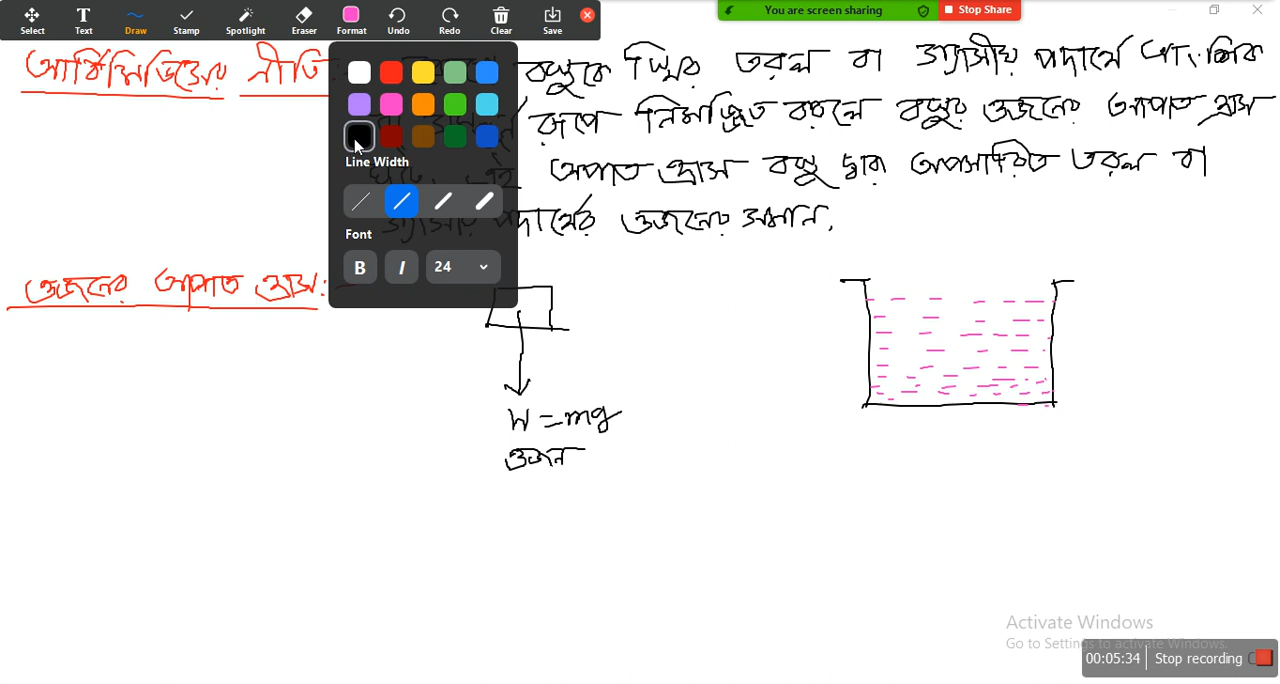 Select Text Draw Stamp Spotlight Eraser Format Undo Redo Clear Save
You are screen sharing Stop Share
আর্কিমিডিসের নীতি বস্তুকে স্থির তরল বা গ্যাসীয় পদার্থে আংশিক
রূপে নিমজ্জিত করলে বস্তুর ওজনের আপাত হ্রাস
অপাত হ্রাস বস্তু দ্বারা অপসারিত তরল বা
গ্যাসীয় পদার্থের ওজনের সমান,
Line Width
Font
B I 24
ওজনের আপাত হ্রাস:
W = mg
ওজন
Activate Windows
Go to Settings to activate Windows.
00:05:34 Stop recording